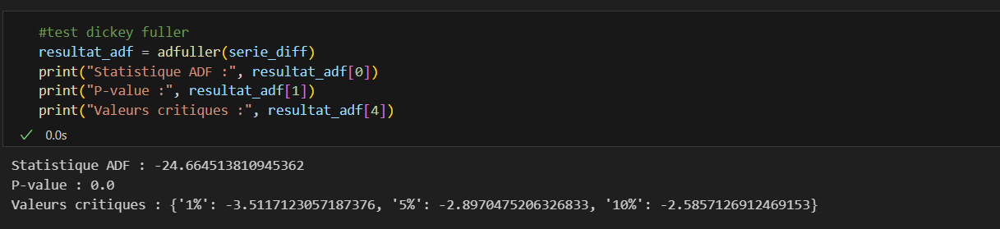 #test dickey fuller
resultat_adf = adfuller(serie_diff)
print("Statistique ADF :", resultat_adf[0])
print("P-value :", resultat_adf[1])
print("Valeurs critiques :", resultat_adf[4])
0.0s
Statistique ADF : -24.664513810945362
P-value : 0.0
Valeurs critiques : {'1%': -3.5117123057187376, '5%': -2.8970475206326833, '10%': -2.5857126912469153}